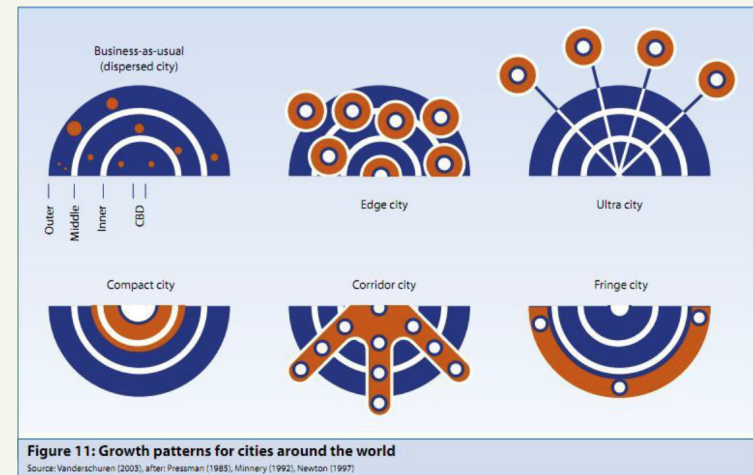 Business-as-usual
(dispersed city)
Outer
Middle
Inner
CBD
Edge city
Ultra city
Compact city
Corridor city
Fringe city
Figure 11: Growth patterns for cities around the world
Source: Vanderschuren (2003), after: Pressman (1985), Minnery (1992), Newton (1997)